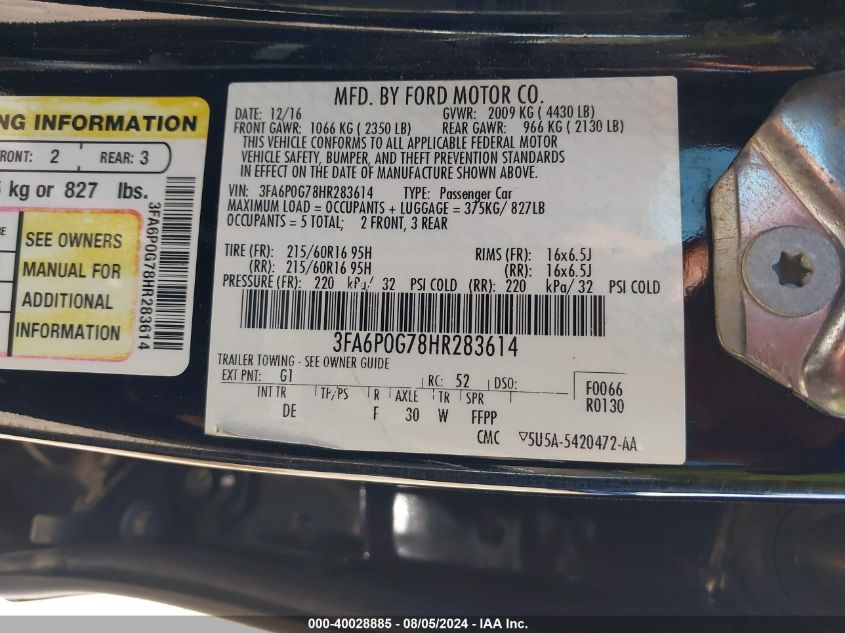 NG INFORMATION
RONT: 2 REAR: 3
kg or 827 lbs.
SEE OWNERS
MANUAL FOR
ADDITIONAL
INFORMATION
3FA6P0G78HR283614
MFD. BY FORD MOTOR CO.
DATE: 12/16 GVWR: 2009 KG ( 4430 LB)
FRONT GAWR: 1066 KG ( 2350 LB) REAR GAWR: 966 KG ( 2130 LB)
THIS VEHICLE CONFORMS TO ALL APPLICABLE FEDERAL MOTOR
VEHICLE SAFETY, BUMPER, AND THEFT PREVENTION STANDARDS
IN EFFECT ON THE DATE OF MANUFACTURE SHOWN ABOVE.
VIN: 3FA6P0G78HR283614 TYPE: Passenger Car
MAXIMUM LOAD = OCCUPANTS + LUGGAGE = 375KG/ 827LB
OCCUPANTS = 5 TOTAL; 2 FRONT, 3 REAR
TIRE (FR): 215/60R16 95H RIMS (FR): 16x6.5J
(RR): 215/60R16 95H (RR): 16x6.5J
PRESSURE (FR): 220 kPa/ 32 PSI COLD (RR): 220 kPa/ 32 PSI COLD
3FA6P0G78HR283614
TRAILER TOWING - SEE OWNER GUIDE
EXT PNT: G1 RC: 52 DSO: F0066
INT TR TP/PS R AXLE TR SPR R0130
DE F 30 W FFPP
CMC ▽5U5A-5420472-AA
000-40028885 - 08/05/2024 - IAA Inc.